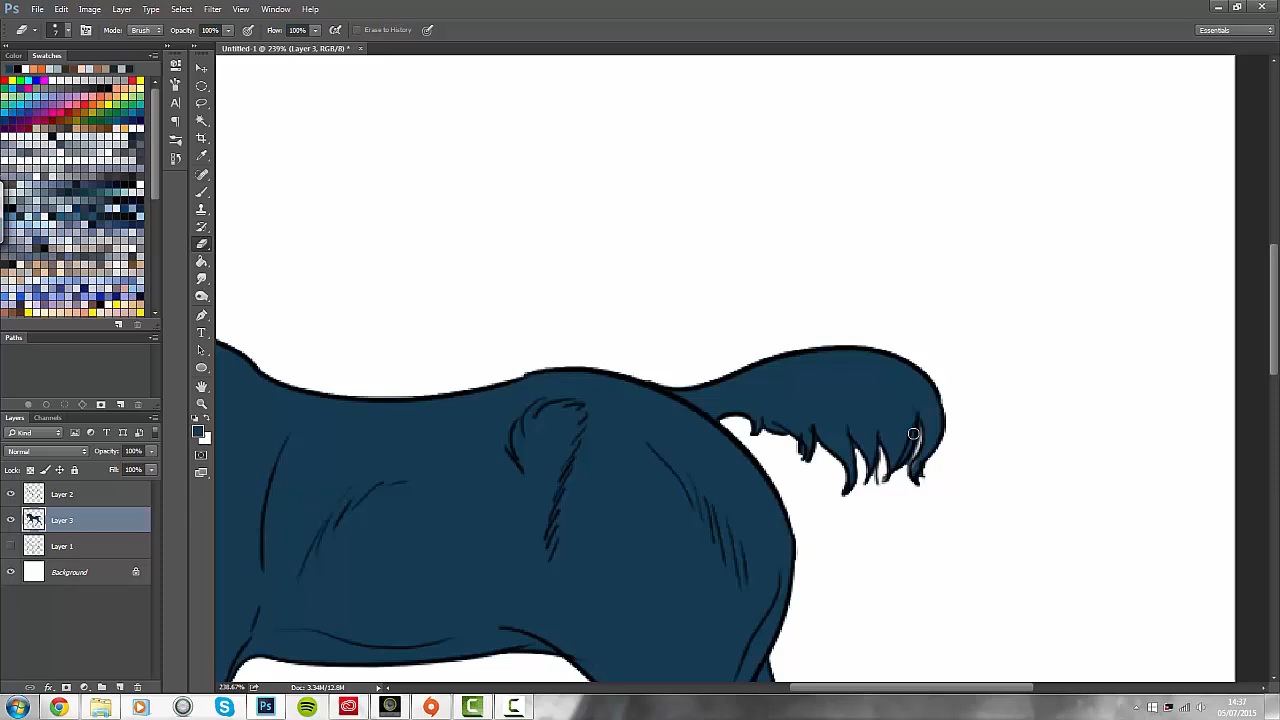 Ps File Edit Image Layer Type Select Filter View Window Help
7 Mode: Brush Opacity: 100% Flow: 100% Erase to History Essentials
Color Swatches
Untitled-1 @ 239% (Layer 3, RGB/8) *
Paths
Layers Channels
Kind
Normal Opacity: 100%
Lock: Fill: 100%
Layer 2
Layer 3
Layer 1
Background
238.67% Doc: 3.34M/12.8M
14:37
05/07/2015